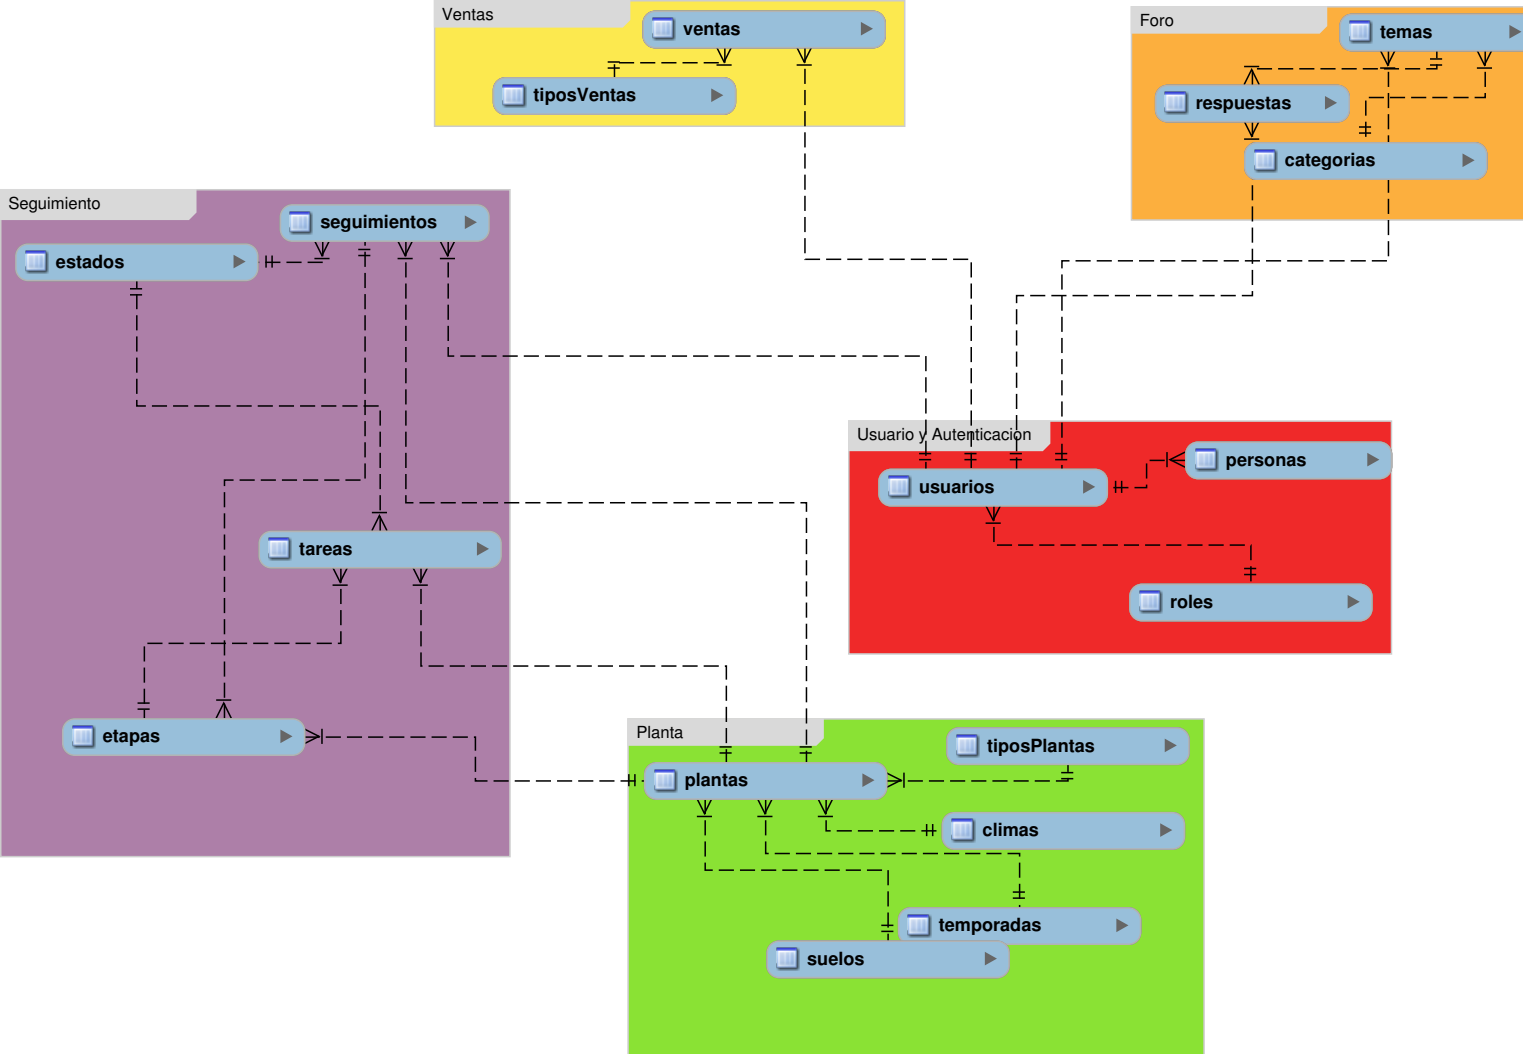 Ventas
ventas
tiposVentas
Foro
temas
respuestas
categorias
Seguimiento
seguimientos
estados
tareas
etapas
Usuario y Autenticacion
personas
usuarios
roles
Planta
tiposPlantas
plantas
climas
temporadas
suelos